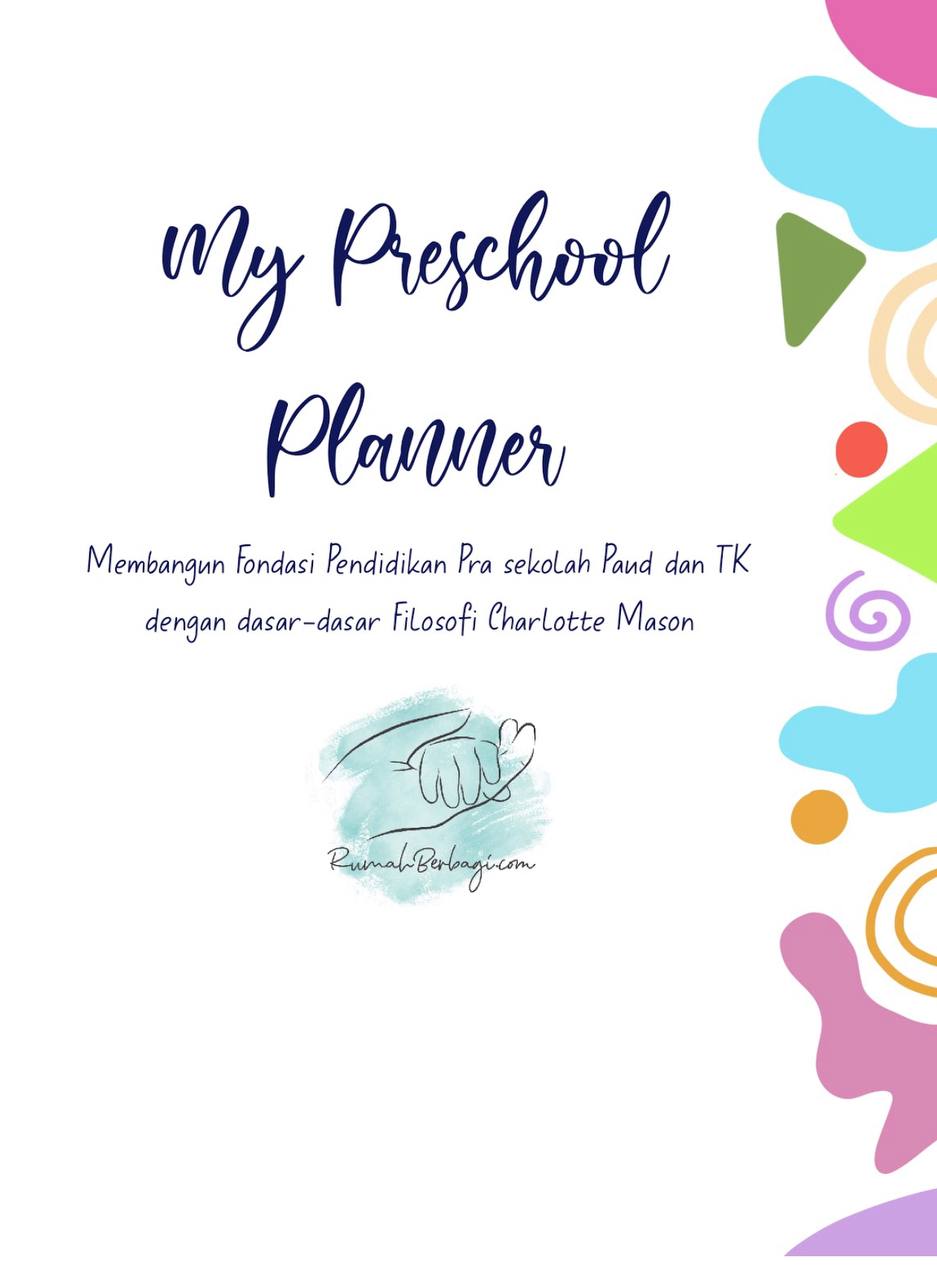 My Preschool
Planner
Membangun Fondasi Pendidikan Pra sekolah Paud dan TK
dengan dasar-dasar Filosofi Charlotte Mason
RumahBerbagi.com